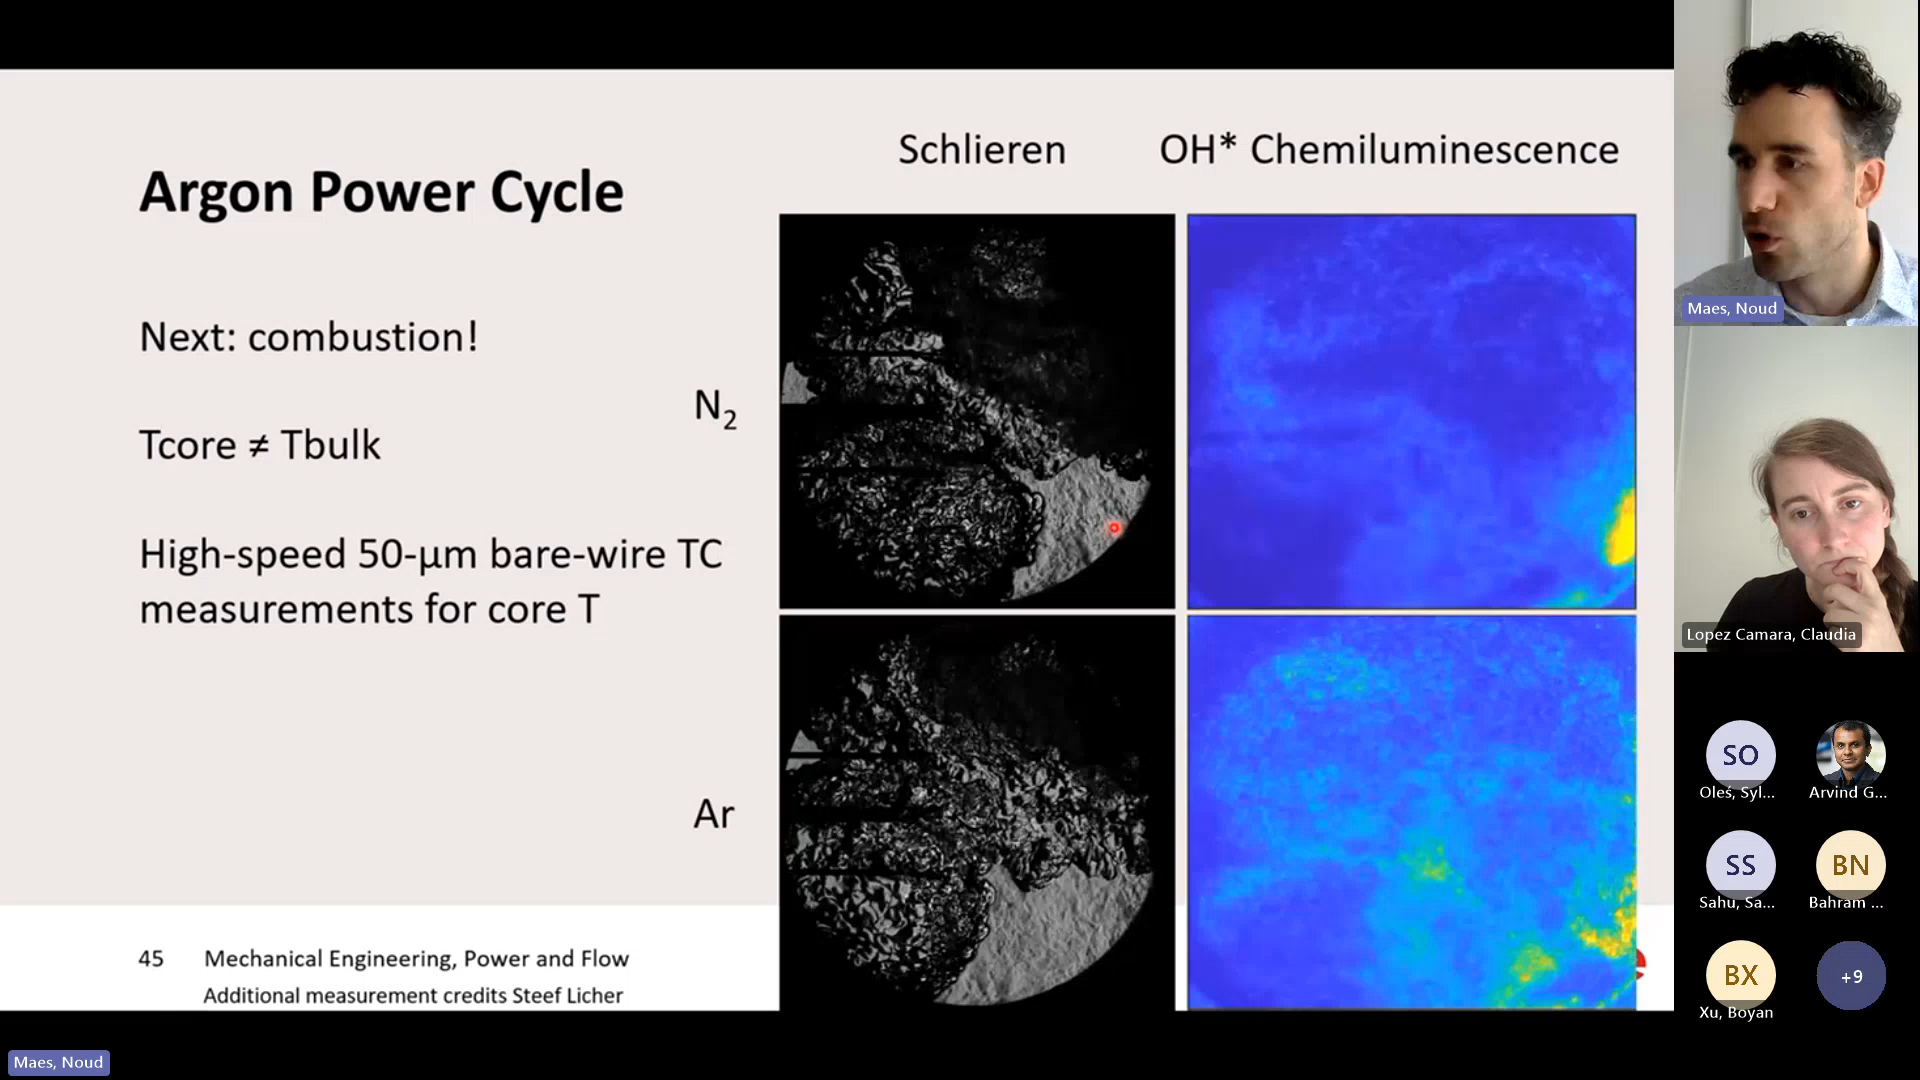 Schlieren
OH* Chemiluminescence
Argon Power Cycle
Next: combustion!
N2
Tcore ≠ Tbulk
High-speed 50-µm bare-wire TC
measurements for core T
Ar
45
Mechanical Engineering, Power and Flow
Additional measurement credits Steef Licher
e
Maes, Noud
Lopez Camara, Claudia
SO
Oleś, Syl...
Arvind G...
SS
Sahu, Sa...
BN
Bahram ...
BX
Xu, Boyan
+9
Maes, Noud